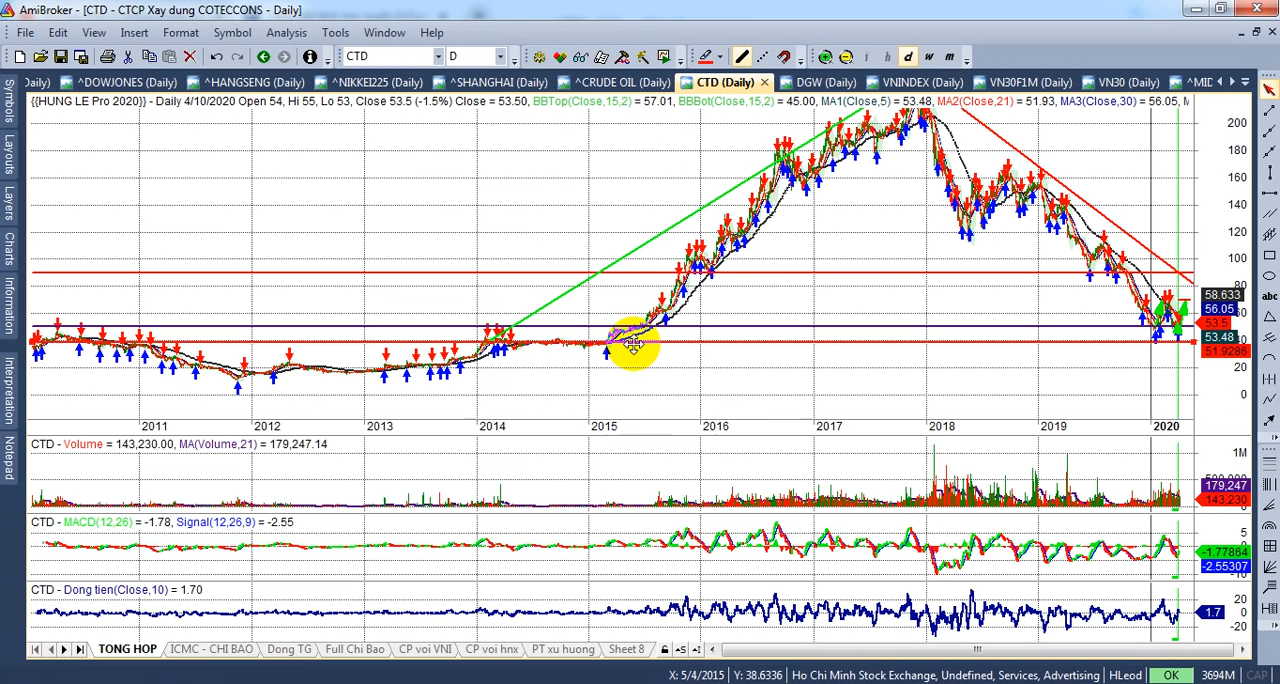 AmiBroker - [CTD - CTCP Xay dung COTECCONS - Daily]
File Edit View Insert Format Symbol Analysis Tools Window Help
CTD D d w m
Daily) ^DOWJONES (Daily) ^HANGSENG (Daily) ^NIKKEI225 (Daily) ^SHANGHAI (Daily) ^CRUDE OIL (Daily) CTD (Daily) DGW (Daily) VNINDEX (Daily) VN30F1M (Daily) VN30 (Daily) ^MID
{{HUNG LE Pro 2020}} - Daily 4/10/2020 Open 54, Hi 55, Lo 53, Close 53.5 (-1.5%) Close = 53.50, BBTop(Close,15,2) = 57.01, BBBot(Close,15,2) = 45.00, MA1(Close,5) = 53.48, MA2(Close,21) = 51.93, MA3(Close,30) = 56.05,
Symbols
Layouts
Layers
Charts
Information
Interpretation
Notepad
200
180
160
140
120
100
80
58.633
56.05
53.5
53.48
51.9286
20
0
2011 2012 2013 2014 2015 2016 2017 2018 2019 2020
CTD - Volume = 143,230.00, MA(Volume,21) = 179,247.14
1M
179,247
143,230
CTD - MACD(12,26) = -1.78, Signal(12,26,9) = -2.55
5
-1.77864
-2.55307
CTD - Dong tien(Close,10) = 1.70
20
0
1.7
-20
abc
TONG HOP ICMC - CHI BAO Dong TG Full Chi Bao CP voi VNI CP voi hnx PT xu huong Sheet 8
X: 5/4/2015 Y: 38.6336 Ho Chi Minh Stock Exchange, Undefined, Services, Advertising HLeod OK 3694M CAP